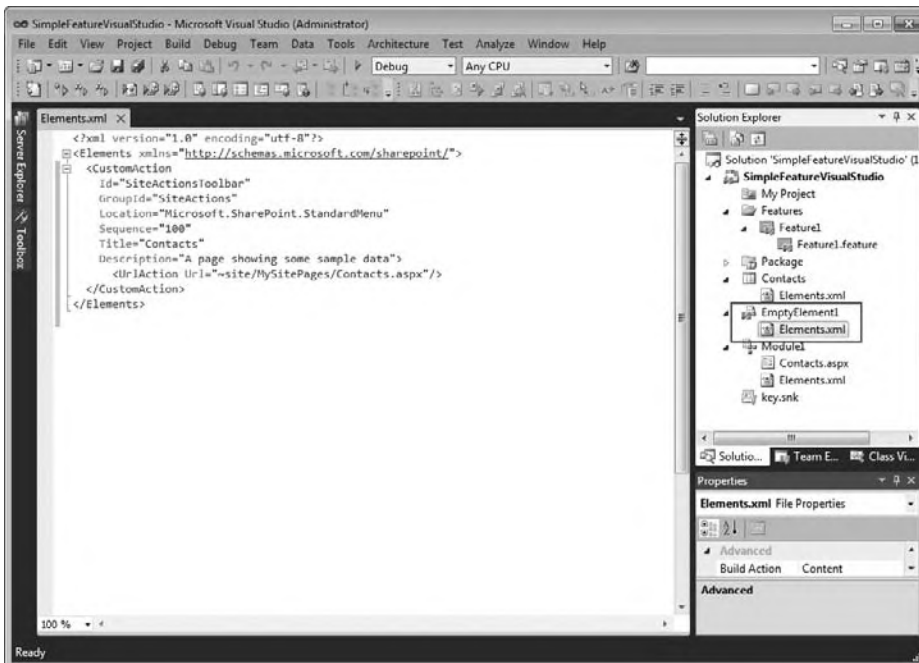 SimpleFeatureVisualStudio - Microsoft Visual Studio (Administrator)
File Edit View Project Build Debug Team Data Tools Architecture Test Analyze Window Help
Debug Any CPU
Server Explorer
Toolbox
Elements.xml
<?xml version="1.0" encoding="utf-8"?>
<Elements xmlns="http://schemas.microsoft.com/sharepoint/">
<CustomAction
Id="SiteActionsToolbar"
GroupId="SiteActions"
Location="Microsoft.SharePoint.StandardMenu"
Sequence="100"
Title="Contacts"
Description="A page showing some sample data">
<UrlAction Url="~site/MySitePages/Contacts.aspx"/>
</CustomAction>
</Elements>
100 %
Solution Explorer
Solution 'SimpleFeatureVisualStudio' (1
SimpleFeatureVisualStudio
My Project
Features
Feature1
Feature1.feature
Package
Contacts
Elements.xml
EmptyElement1
Elements.xml
Module1
Contacts.aspx
Elements.xml
key.snk
Solutio... Team E... Class Vi...
Properties
Elements.xml File Properties
Advanced
Build Action Content
Advanced
Ready